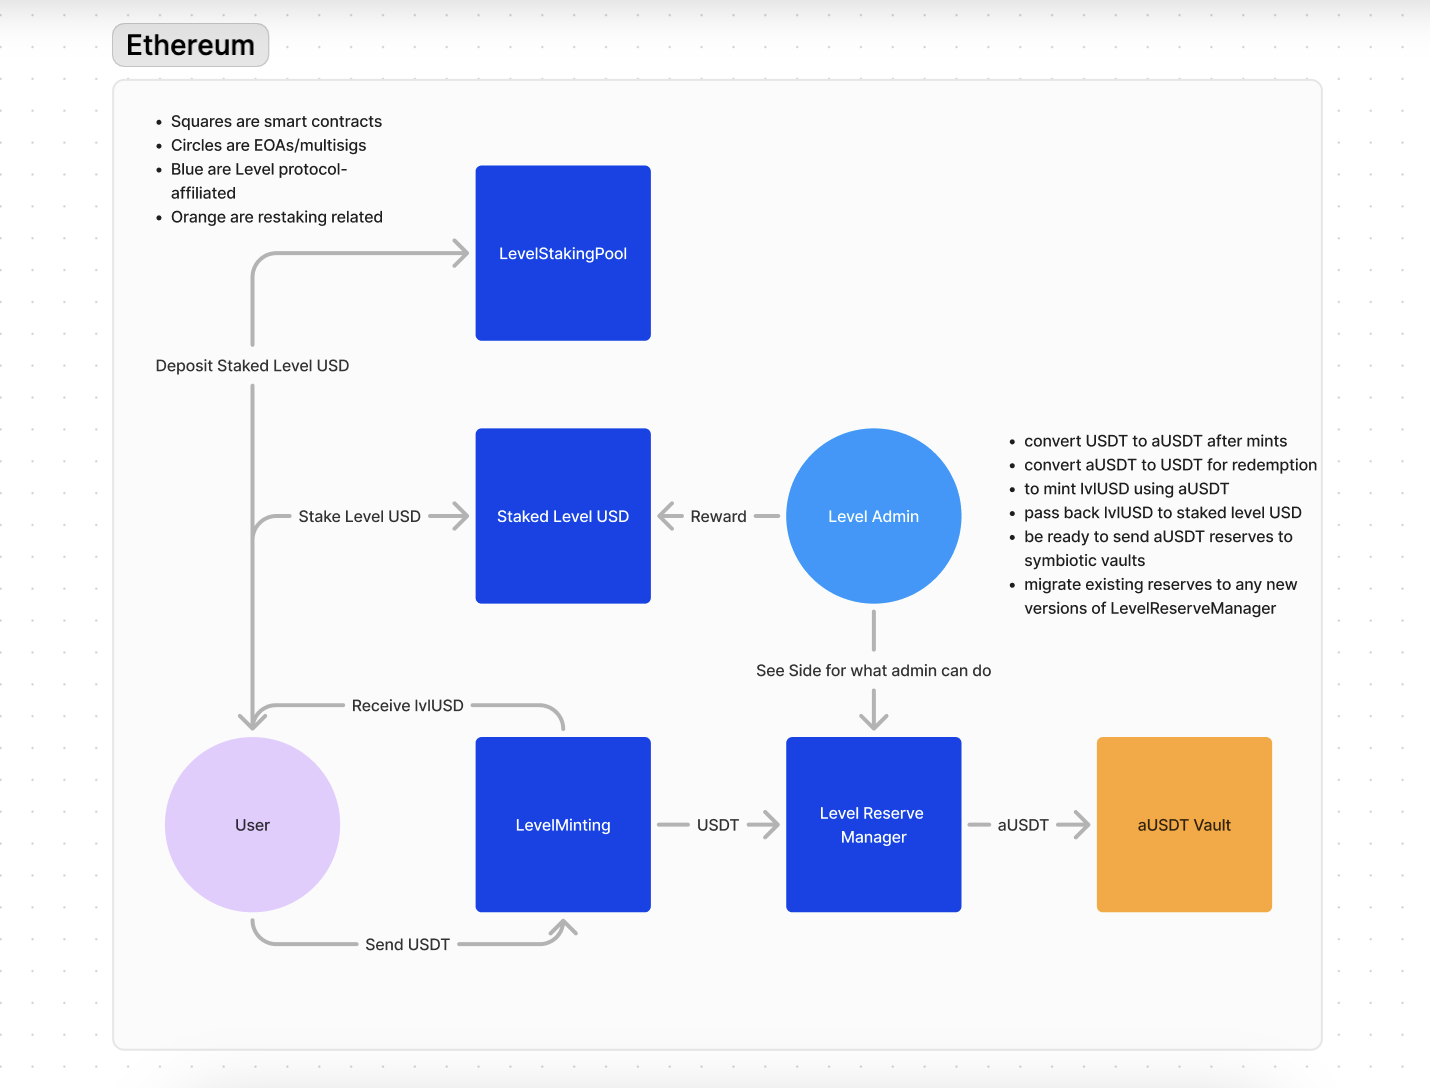 Ethereum
• Squares are smart contracts
• Circles are EOAs/multisigs
• Blue are Level protocol-
affiliated
• Orange are restaking related
LevelStakingPool
Deposit Staked Level USD
Stake Level USD
Staked Level USD
Reward
Level Admin
• convert USDT to aUSDT after mints
• convert aUSDT to USDT for redemption
• to mint lvlUSD using aUSDT
• pass back lvlUSD to staked level USD
• be ready to send aUSDT reserves to
symbiotic vaults
• migrate existing reserves to any new
versions of LevelReserveManager
See Side for what admin can do
Receive lvlUSD
User
LevelMinting
USDT
Level Reserve
Manager
aUSDT
aUSDT Vault
Send USDT